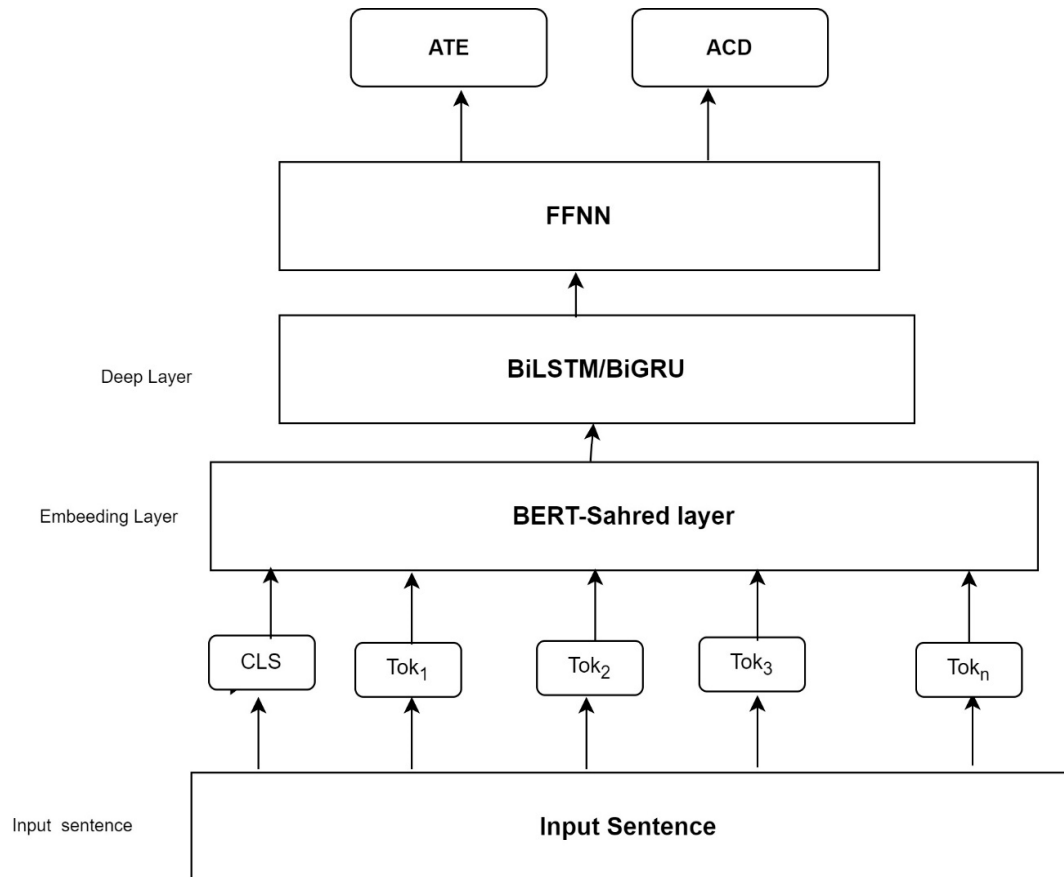 ATE
ACD
FFNN
Deep Layer
BiLSTM/BiGRU
Embeeding Layer
BERT-Sahred layer
CLS
Tok₁
Tok₂
Tok₃
Tokₙ
Input sentence
Input Sentence